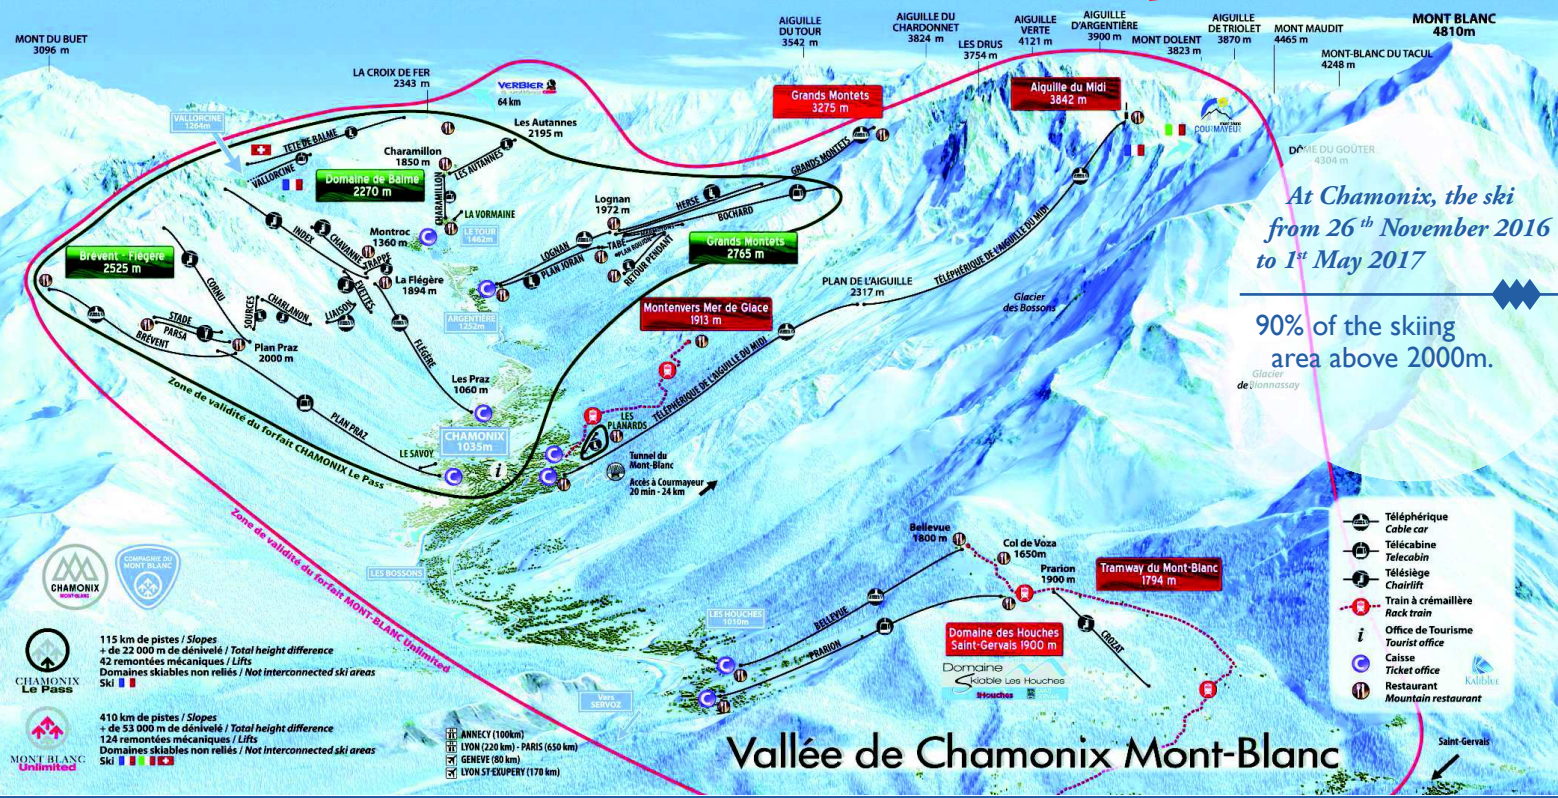 MONT DU BUET
3096 m
LA CROIX DE FER
2343 m
VERBIER
64 km
AIGUILLE
DU TOUR
3542 m
AIGUILLE DU
CHARDONNET
3824 m
LES DRUS
3754 m
AIGUILLE
VERTE
4121 m
AIGUILLE
D'ARGENTIÈRE
3900 m
MONT DOLENT
3823 m
AIGUILLE
DE TRIOLET
3870 m
MONT MAUDIT
4465 m
MONT-BLANC DU TACUL
4248 m
MONT BLANC
4810m
VALLORCINE
1264m
TÊTE DE BALME
VALLORCINE
Les Autannes
2195 m
Charamillon
1850 m
LES AUTANNES
Domaine de Balme
2270 m
CHARAMILLON
LA VORMAINE
LE TOUR
1462m
Montroc
1360 m
Grands Montets
3275 m
Aiguille du Midi
3842 m
COURMAYEUR
DÔME DU GOÛTER
4304 m
GRANDS MONTETS
Lognan
1972 m
HERSE
BOCHARD
LOGNAN
TABE
PLAN JORAN
PLAN ROUJON
RETOUR PENDANT
Grands Montets
2765 m
At Chamonix, the ski
from 26 th November 2016
to 1st May 2017
90% of the skiing
area above 2000m.
Brévent - Flégère
2525 m
INDEX
CHAVANNE
TRAPPE
La Flégère
1894 m
CORNU
EVETTES
SOURCES
CHARLANON
LIAISON
STADE
PARSA
BRÉVENT
Plan Praz
2000 m
FLÉGÈRE
ARGENTIÈRE
1252m
Montenvers Mer de Glace
1913 m
PLAN DE L'AIGUILLE
2317 m
TÉLÉPHÉRIQUE DE L'AIGUILLE DU MIDI
TÉLÉPHÉRIQUE DE L'AIGUILLE DU MIDI
Glacier
des Bossons
Glacier
de Bionnassay
Les Praz
1060 m
PLAN PRAZ
LE SAVOY
CHAMONIX
1035m
i
LES
PLANARDS
Tunnel du
Mont-Blanc
Accès à Courmayeur
20 min - 24 km
Zone de validité du forfait CHAMONIX Le Pass
Zone de validité du forfait MONT-BLANC Unlimited
LES BOSSONS
Bellevue
1800 m
Col de Voza
1650m
Prarion
1900 m
Tramway du Mont-Blanc
1794 m
LES HOUCHES
1010m
BELLEVUE
PRARION
CROZAT
Domaine des Houches
Saint-Gervais 1900 m
Domaine
Skiable Les Houches
lesHouches
Vers
SERVOZ
CHAMONIX
MONT-BLANC
COMPAGNIE DU
MONT BLANC
CHAMONIX
Le Pass
115 km de pistes / Slopes
+ de 22 000 m de dénivelé / Total height difference
42 remontées mécaniques / Lifts
Domaines skiables non reliés / Not interconnected ski areas
Ski
MONT BLANC
Unlimited
410 km de pistes / Slopes
+ de 53 000 m de dénivelé / Total height difference
124 remontées mécaniques / Lifts
Domaines skiables non reliés / Not interconnected ski areas
Ski
ANNECY (100km)
LYON (220 km) - PARIS (650 km)
GENEVE (80 km)
LYON ST EXUPERY (170 km)
Vallée de Chamonix Mont-Blanc
Téléphérique
Cable car
Télécabine
Telecabin
Télésiège
Chairlift
Train à crémaillère
Rack train
i
Office de Tourisme
Tourist office
C
Caisse
Ticket office
Restaurant
Mountain restaurant
KALIBLUE
Saint-Gervais